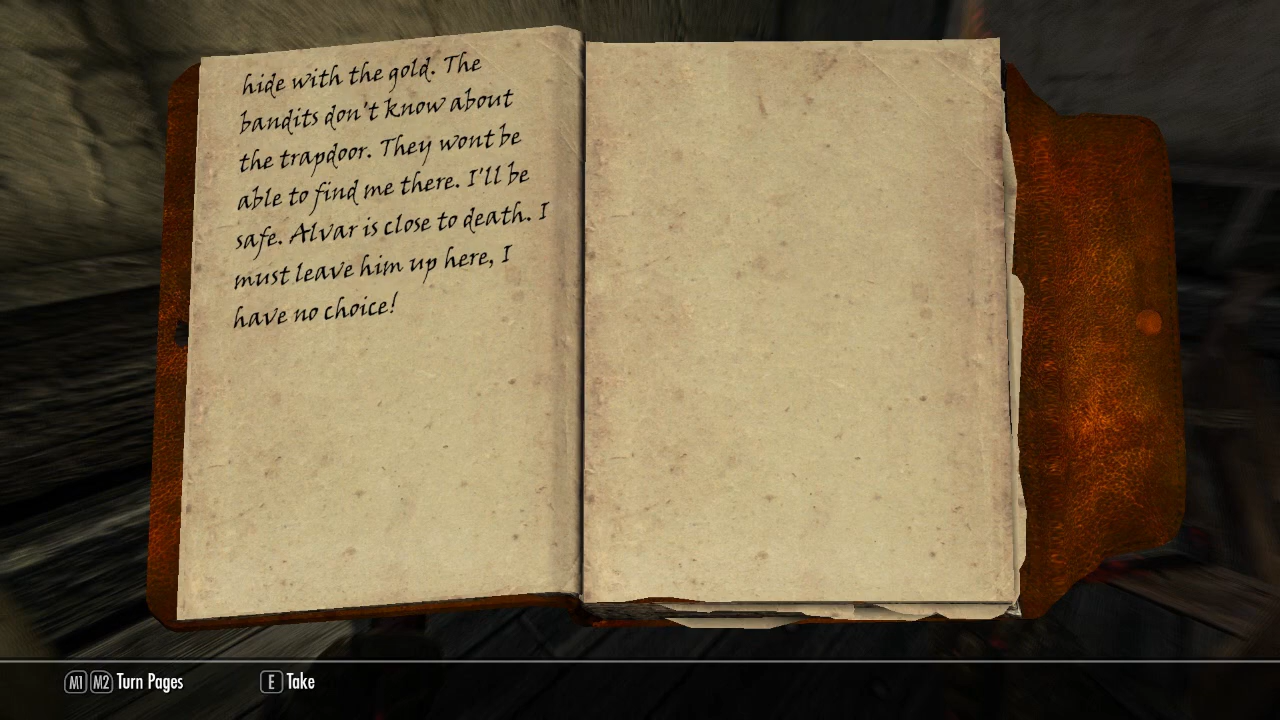 hide with the gold. The
bandits don't know about
the trapdoor. They wont be
able to find me there. I'll be
safe. Alvar is close to death. I
must leave him up here, I
have no choice!
M1 M2 Turn Pages
E Take